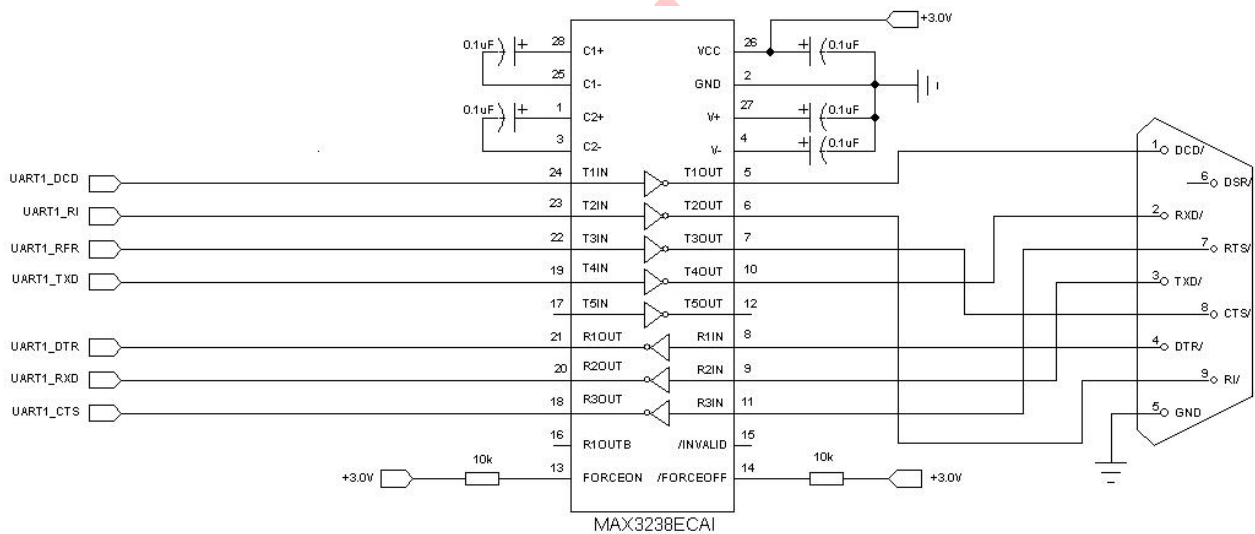 +3.0V
0.1uF + 28 C1+ VCC 26 + 0.1uF
25 C1- GND 2
0.1uF + 1 C2+ V+ 27 + 0.1uF
3 C2- V- 4 + 0.1uF
1 DCD/
UART1_DCD 24 T1IN T1OUT 5
6 DSR/
UART1_RI 23 T2IN T2OUT 6
2 RXD/
UART1_RFR 22 T3IN T3OUT 7
7 RTS/
UART1_TXD 19 T4IN T4OUT 10
3 TXD/
17 T5IN T5OUT 12
8 CTS/
UART1_DTR 21 R1OUT R1IN 8
4 DTR/
UART1_RXD 20 R2OUT R2IN 9
9 RI/
UART1_CTS 18 R3OUT R3IN 11
5 GND
16 R1OUTB /INVALID 15
+3.0V 10k 13 FORCEON /FORCEOFF 14 10k +3.0V
MAX3238ECAI